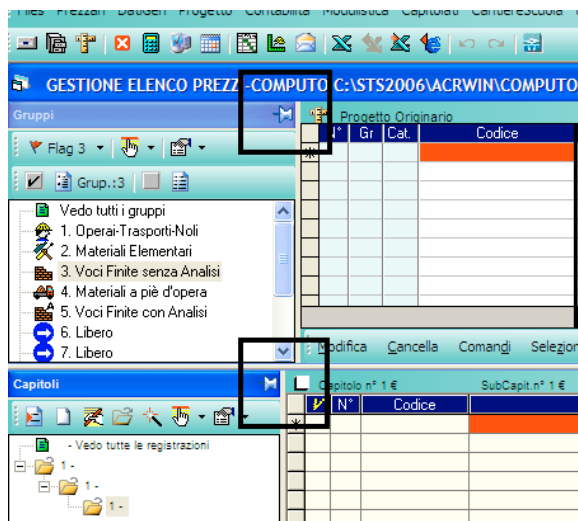 Files Prezzari DatiGen Progetto Contabilità Modulistica Capitolati CantiereScuola
GESTIONE ELENCO PREZZ -COMPUTO C:\STS2006\ACRWIN\COMPUTO
Gruppi
Progetto Originario
N° Gr Cat. Codice
Flag 3
Grup.:3
Vedo tutti i gruppi
1. Operai-Trasporti-Noli
2. Materiali Elementari
3. Voci Finite senza Analisi
4. Materiali a piè d'opera
5. Voci Finite con Analisi
6. Libero
7. Libero
Modifica Cancella Comandi Selezion
Capitoli
Capitolo n° 1 € SubCapit.n° 1 €
N° Codice
- Vedo tutte le registrazioni
1 -
1 -
1 -